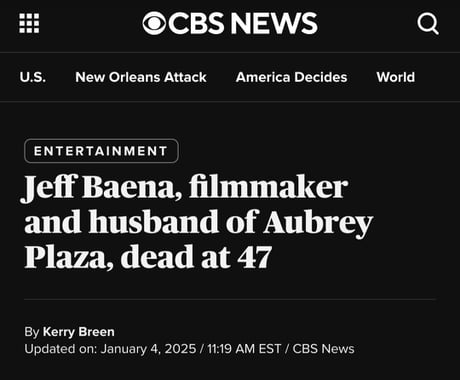 CBS NEWS
U.S. New Orleans Attack America Decides World
ENTERTAINMENT
Jeff Baena, filmmaker
and husband of Aubrey
Plaza, dead at 47
By Kerry Breen
Updated on: January 4, 2025 / 11:19 AM EST / CBS News